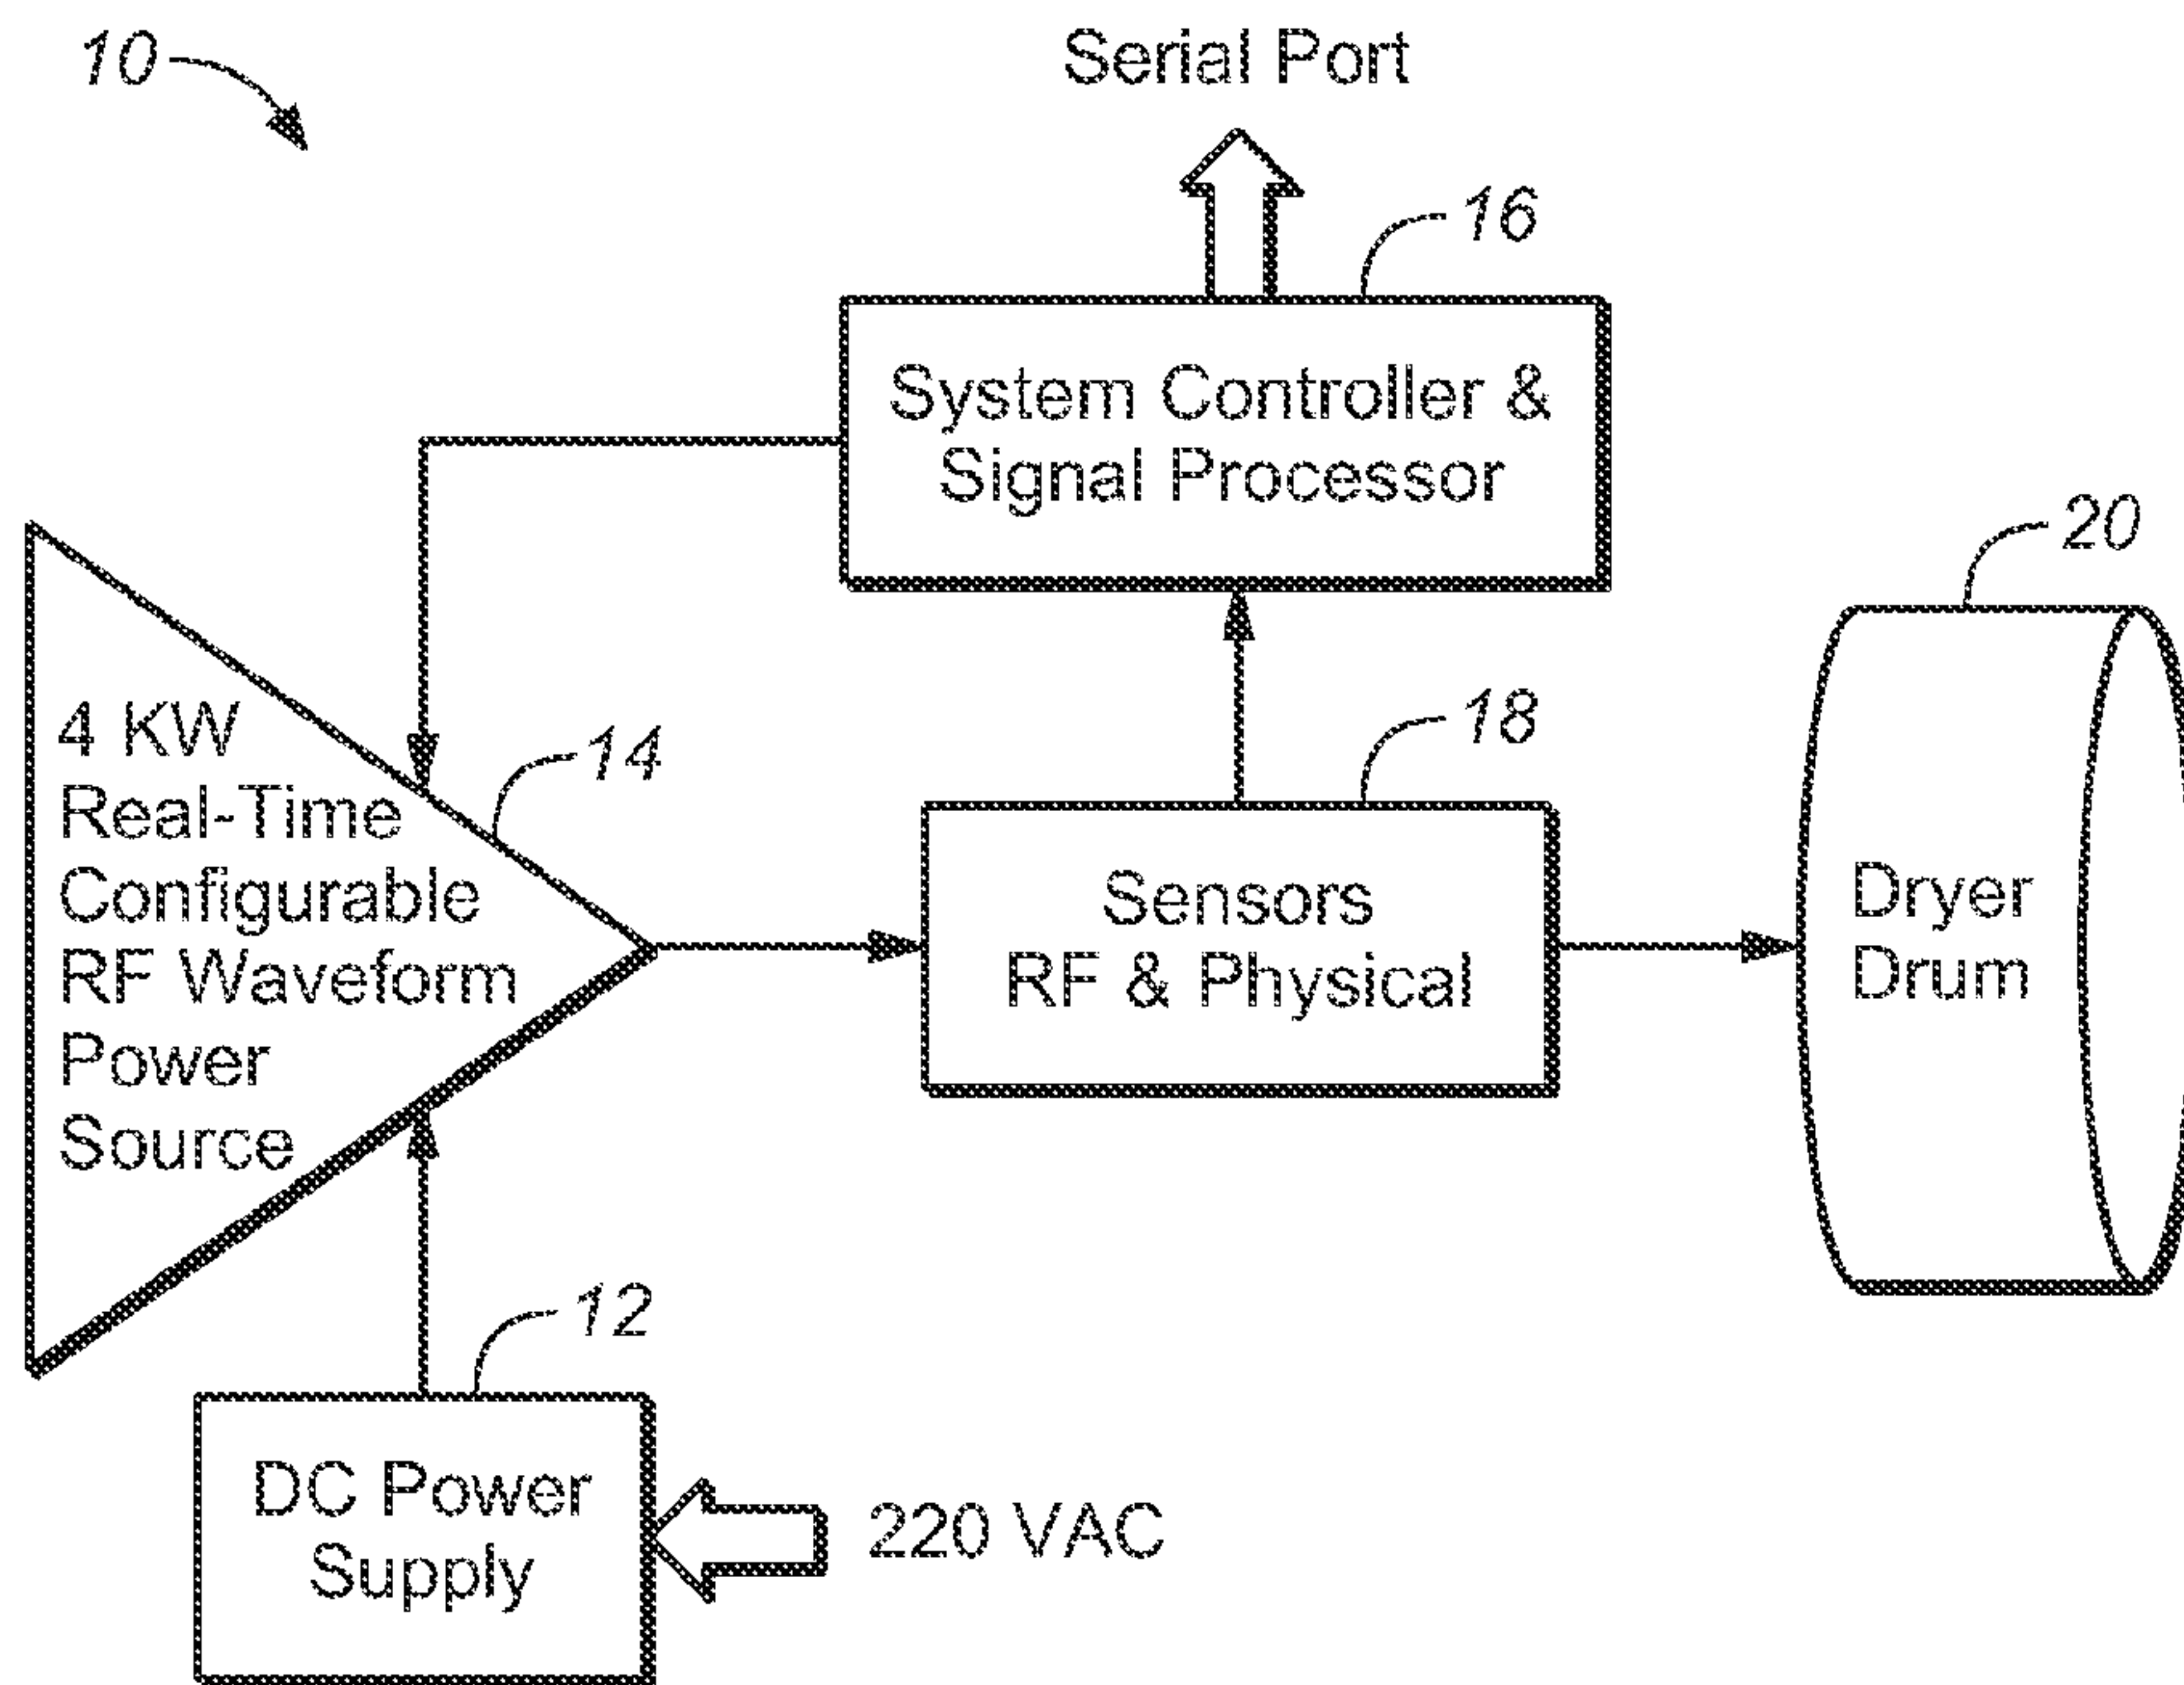 10
Serial Port
16
System Controller &
Signal Processor
20
4 KW
Real-Time
Configurable
RF Waveform
Power
Source
14
18
Sensors
RF & Physical
Dryer
Drum
12
DC Power
Supply
220 VAC